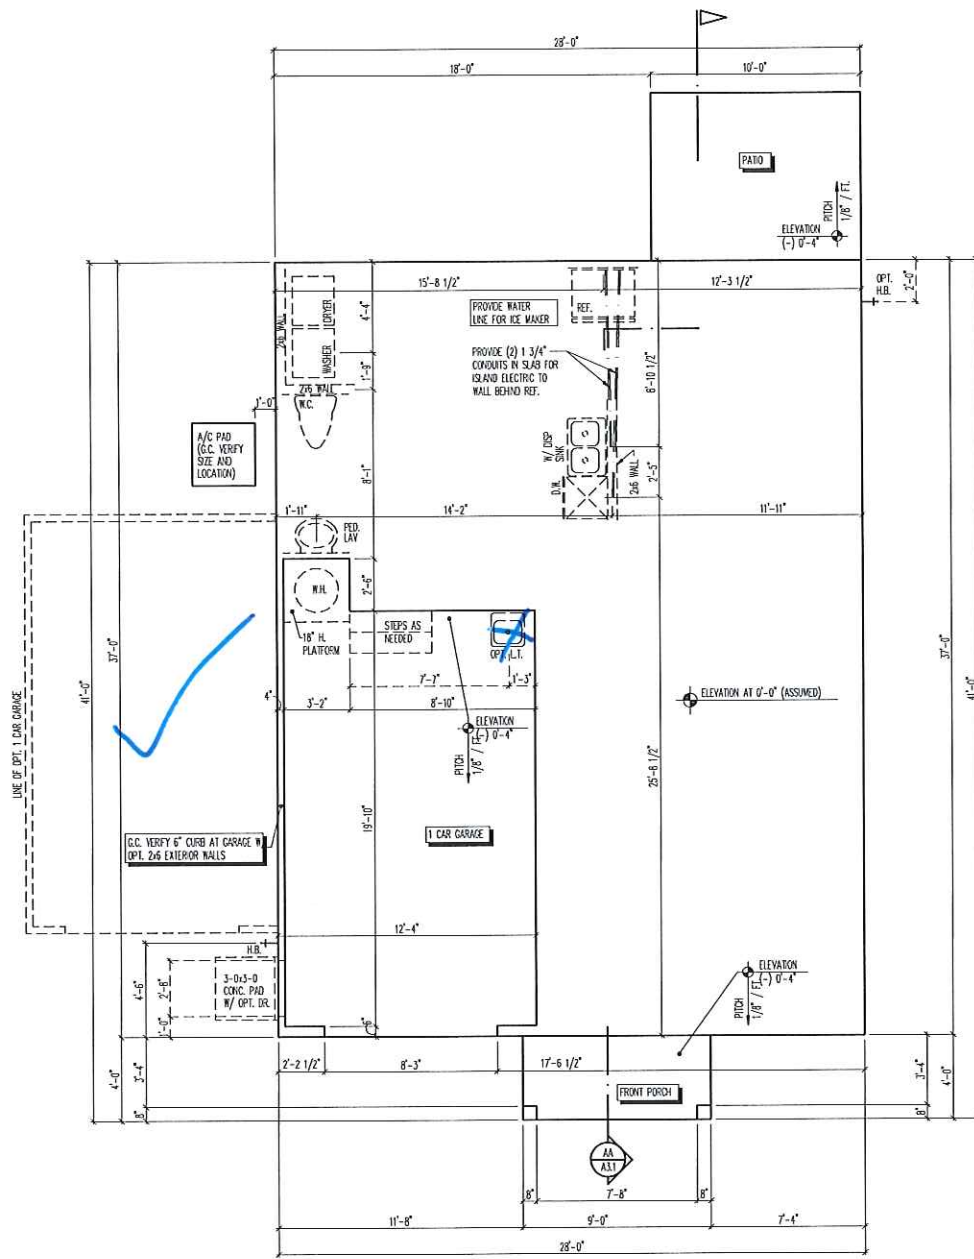 28'-0"
18'-0"
10'-0"
PATIO
PITCH
1/8" / FT.
ELEVATION
(-) 0'-4"
15'-8 1/2"
12'-3 1/2"
OPT.
H.B.
2'-0"
2x6 WALL
DRYER
WASHER
4'-4"
1'-9"
REF.
PROVIDE WATER
LINE FOR ICE MAKER
PROVIDE (2) 1 3/4"
CONDUITS IN SLAB FOR
ISLAND ELECTRIC TO
WALL BEHIND REF.
2x6 WALL
W.C.
1'-0"
A/C PAD
(G.C. VERIFY
SIZE AND
LOCATION)
8'-1"
W/ DISP
SINK
D.W.
2x6 WALL
2'-5"
1'-11"
14'-2"
11'-11"
PED.
LAV
2'-6"
W.H.
18" H.
PLATFORM
STEPS AS
NEEDED
OPT. L.T.
7'-7"
1'-3"
4"
3'-2"
8'-10"
ELEVATION AT 0'-0" (ASSUMED)
ELEVATION
(-) 0'-4"
PITCH
1/8" / FT.
41'-0"
37'-0"
37'-0"
41'-0"
LINE OF OPT. 1 CAR GARAGE
19'-10"
1 CAR GARAGE
G.C. VERIFY 6" CURB AT GARAGE W/
OPT. 2x6 EXTERIOR WALLS
12'-4"
H.B.
3-0x3-0
CONC. PAD
W/ OPT. DR.
4'-6"
1'-0"
ELEVATION
(-) 0'-4"
PITCH
1/8" / FT.
2'-2 1/2"
8'-3"
17'-6 1/2"
4'-0"
3'-4"
8"
3'-4"
4'-0"
8"
FRONT PORCH
AA
A3.1
8"
7'-8"
8"
11'-8"
9'-0"
7'-4"
28'-0"